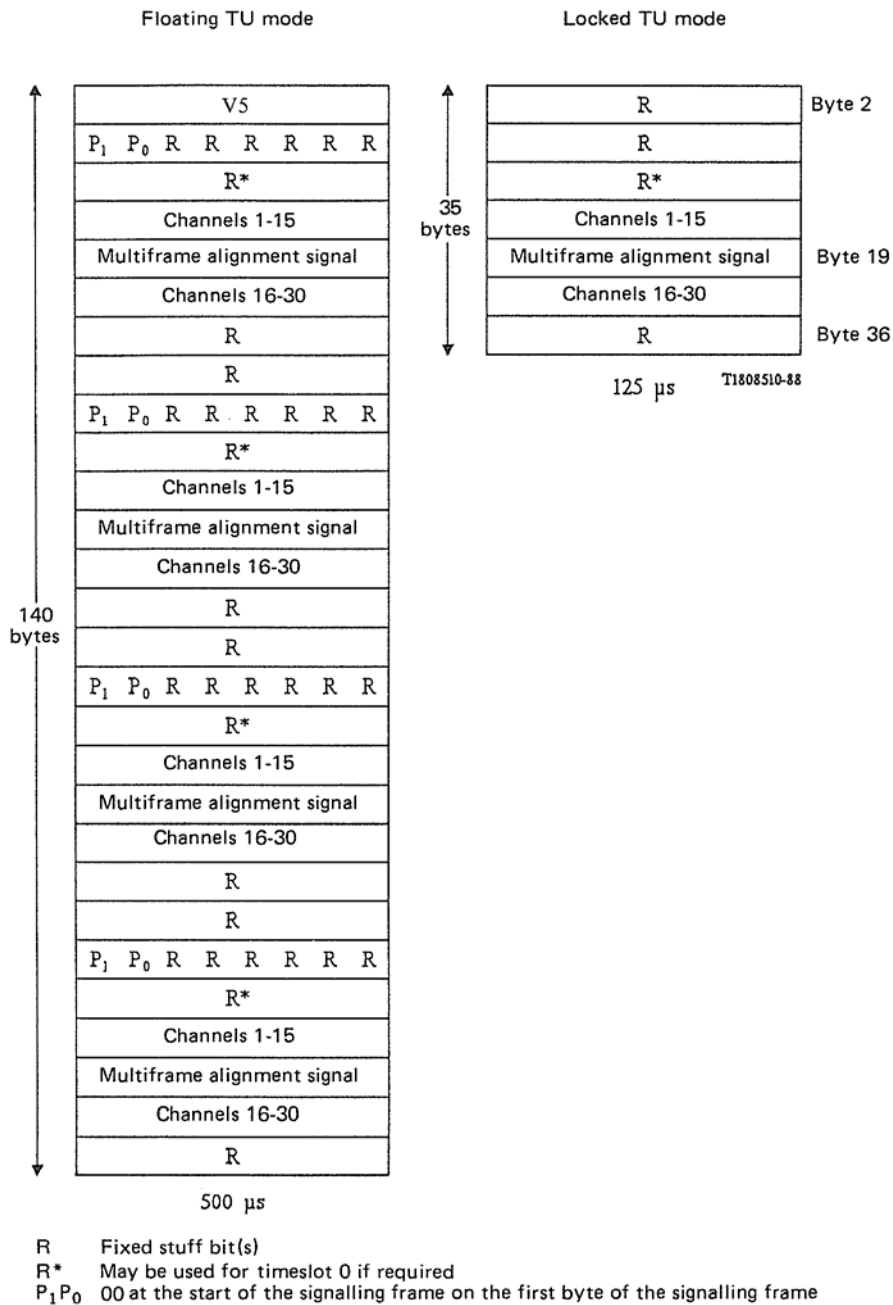 Floating TU mode
Locked TU mode
V5
P₁ P₀ R R R R R R
R*
Channels 1-15
Multiframe alignment signal
Channels 16-30
R
R
P₁ P₀ R R R R R R
R*
Channels 1-15
Multiframe alignment signal
Channels 16-30
R
R
P₁ P₀ R R R R R R
R*
Channels 1-15
Multiframe alignment signal
Channels 16-30
R
R
P₁ P₀ R R R R R R
R*
Channels 1-15
Multiframe alignment signal
Channels 16-30
R
140
bytes
500 µs
R
Byte 2
R
R*
Channels 1-15
Multiframe alignment signal
Byte 19
Channels 16-30
R
Byte 36
35
bytes
125 µs
T1808510-88
R Fixed stuff bit(s)
R* May be used for timeslot 0 if required
P₁P₀ 00 at the start of the signalling frame on the first byte of the signalling frame